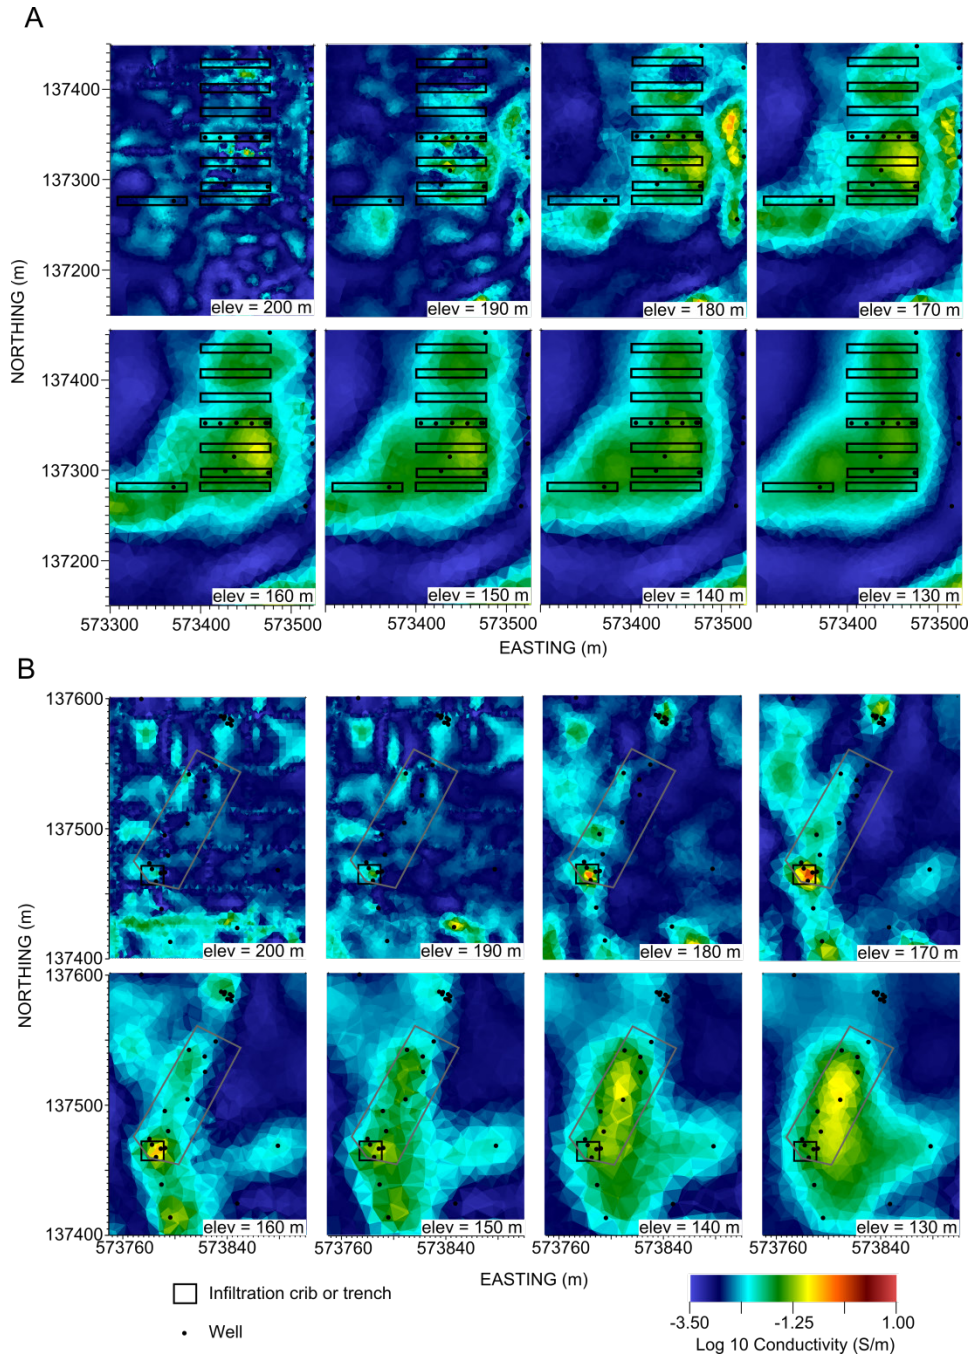 A
NORTHING (m)
137400
137300
137200
elev = 200 m
elev = 190 m
elev = 180 m
elev = 170 m
137400
137300
137200
elev = 160 m
elev = 150 m
elev = 140 m
elev = 130 m
573300
573400
573500
573400
573500
573400
573400
573500
EASTING (m)
B
NORTHING (m)
137600
137500
137400
elev = 200 m
elev = 190 m
elev = 180 m
elev = 170 m
137600
137500
137400
elev = 160 m
elev = 150 m
elev = 140 m
elev = 130 m
573760
573840
573760
573840
573760
573840
573760
573840
EASTING (m)
Infiltration crib or trench
Well
-3.50
-1.25
1.00
Log 10 Conductivity (S/m)